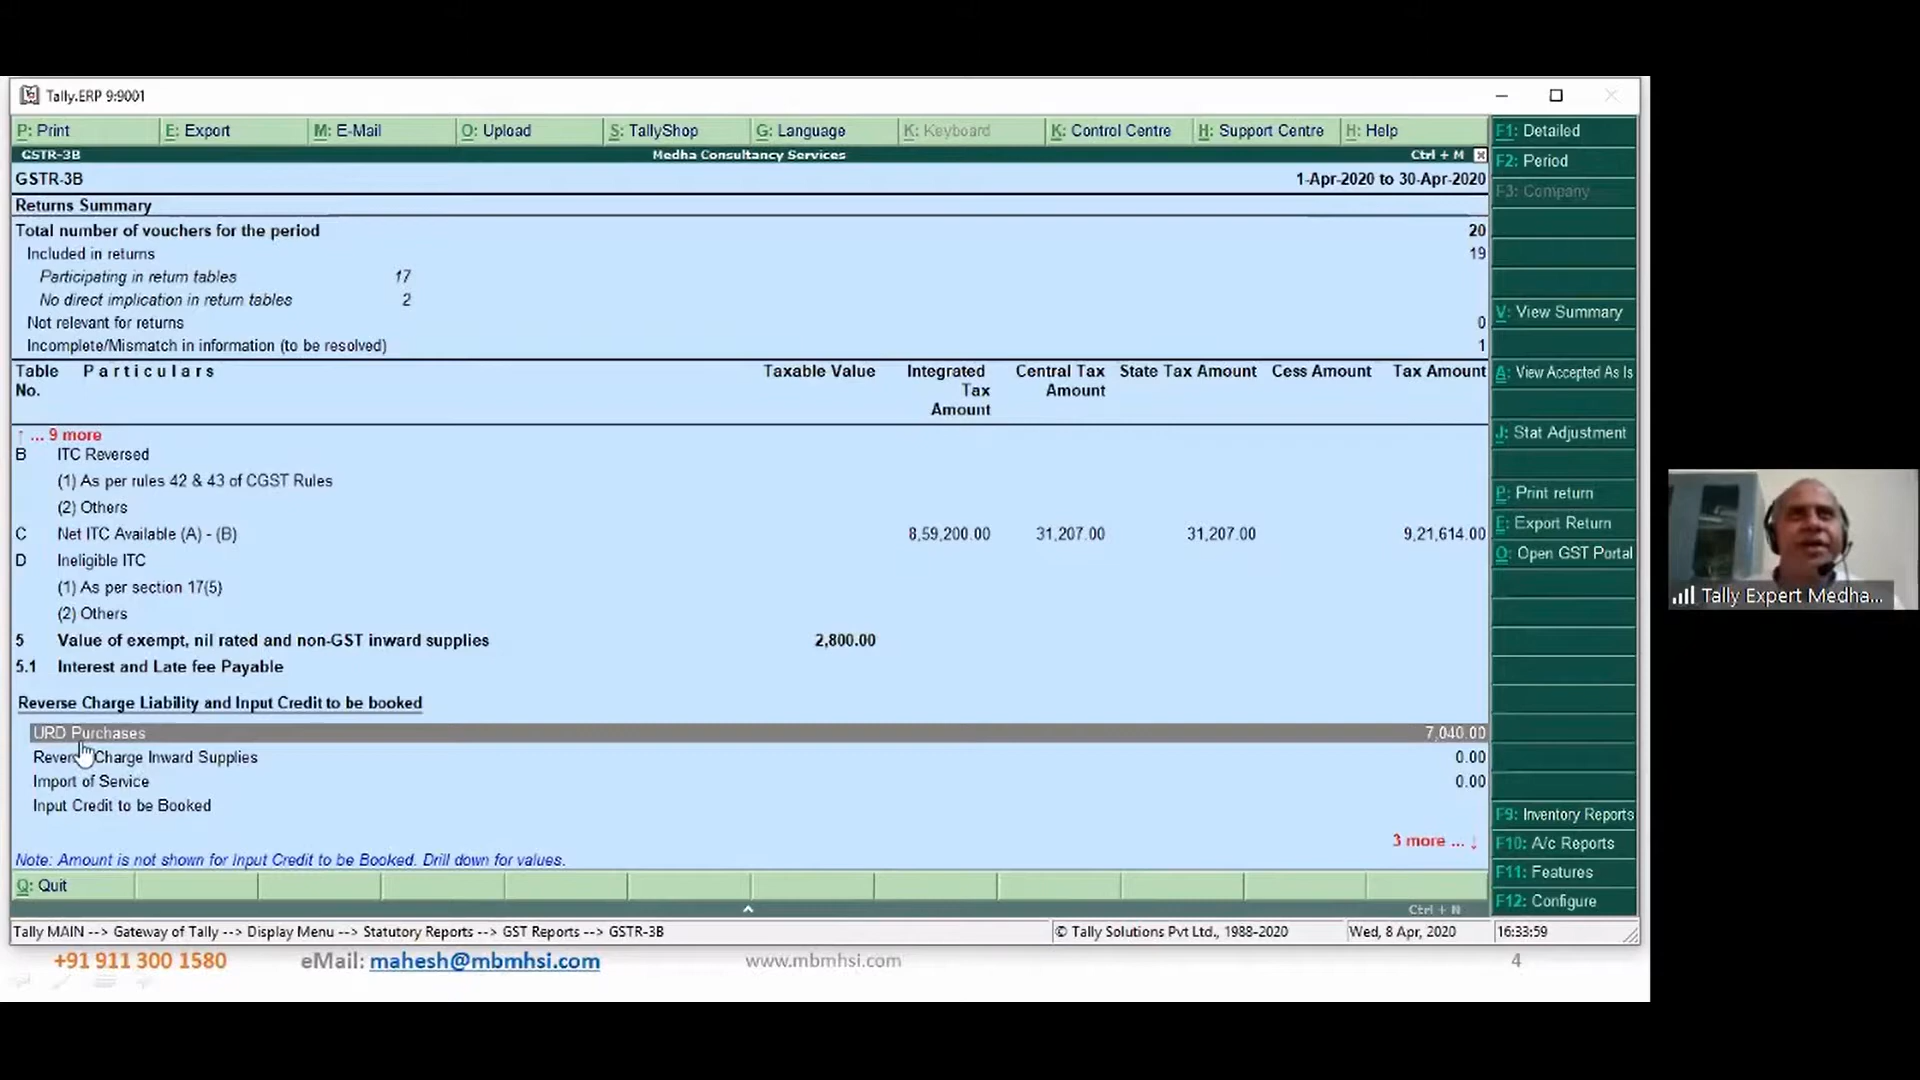 Tally.ERP 9:9001
P: Print E: Export M: E-Mail O: Upload S: TallyShop G: Language K: Keyboard K: Control Centre H: Support Centre H: Help
F1: Detailed
GSTR-3B Medha Consultancy Services Ctrl + M
F2: Period
GSTR-3B 1-Apr-2020 to 30-Apr-2020
F3: Company
Returns Summary
Total number of vouchers for the period 20
Included in returns 19
Participating in return tables 17
No direct implication in return tables 2
V: View Summary
Not relevant for returns 0
Incomplete/Mismatch in information (to be resolved) 1
Table No. Particulars Taxable Value Integrated Tax Amount Central Tax Amount State Tax Amount Cess Amount Tax Amount
A: View Accepted As Is
↑ ... 9 more
J: Stat Adjustment
B ITC Reversed
(1) As per rules 42 & 43 of CGST Rules
P: Print return
(2) Others
E: Export Return
C Net ITC Available (A) - (B) 8,59,200.00 31,207.00 31,207.00 9,21,614.00
O: Open GST Portal
D Ineligible ITC
(1) As per section 17(5)
Tally Expert Medha...
(2) Others
5 Value of exempt, nil rated and non-GST inward supplies 2,800.00
5.1 Interest and Late fee Payable
Reverse Charge Liability and Input Credit to be booked
URD Purchases 7,040.00
Charge Inward Supplies 0.00
Import of Service 0.00
Input Credit to be Booked
F9: Inventory Reports
3 more ... ↓
F10: A/c Reports
Note: Amount is not shown for Input Credit to be Booked. Drill down for values.
F11: Features
Q: Quit
F12: Configure
Ctrl + N
Tally MAIN --> Gateway of Tally --> Display Menu --> Statutory Reports --> GST Reports --> GSTR-3B © Tally Solutions Pvt Ltd., 1988-2020 Wed, 8 Apr, 2020 16:33:59
+91 911 300 1580 eMail: mahesh@mbmhsi.com www.mbmhsi.com 4